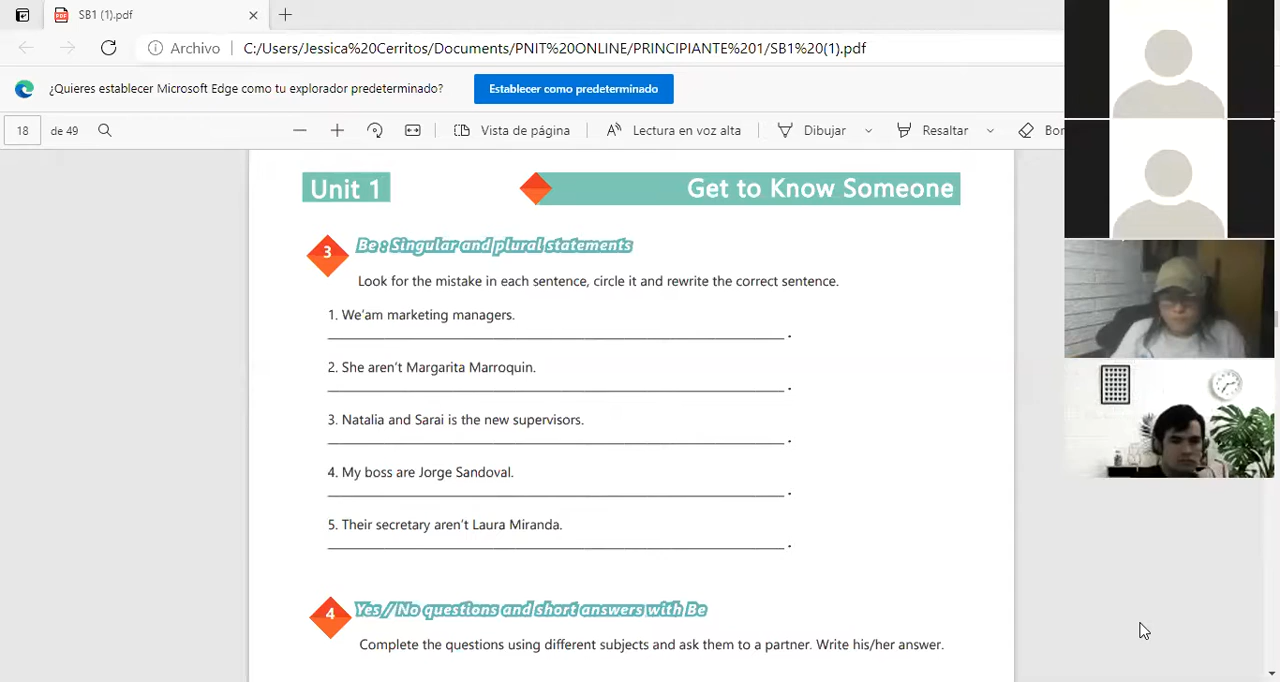 SB1 (1).pdf
Archivo C:/Users/Jessica%20Cerritos/Documents/PNIT%20ONLINE/PRINCIPIANTE%201/SB1%20(1).pdf
¿Quieres establecer Microsoft Edge como tu explorador predeterminado? Establecer como predeterminado
18 de 49 Vista de página Lectura en voz alta Dibujar Resaltar Bor
Unit 1 Get to Know Someone
3 Be : Singular and plural statements
Look for the mistake in each sentence, circle it and rewrite the correct sentence.
1. We'am marketing managers.
2. She aren't Margarita Marroquin.
3. Natalia and Sarai is the new supervisors.
4. My boss are Jorge Sandoval.
5. Their secretary aren't Laura Miranda.
4 Yes / No questions and short answers with Be
Complete the questions using different subjects and ask them to a partner. Write his/her answer.